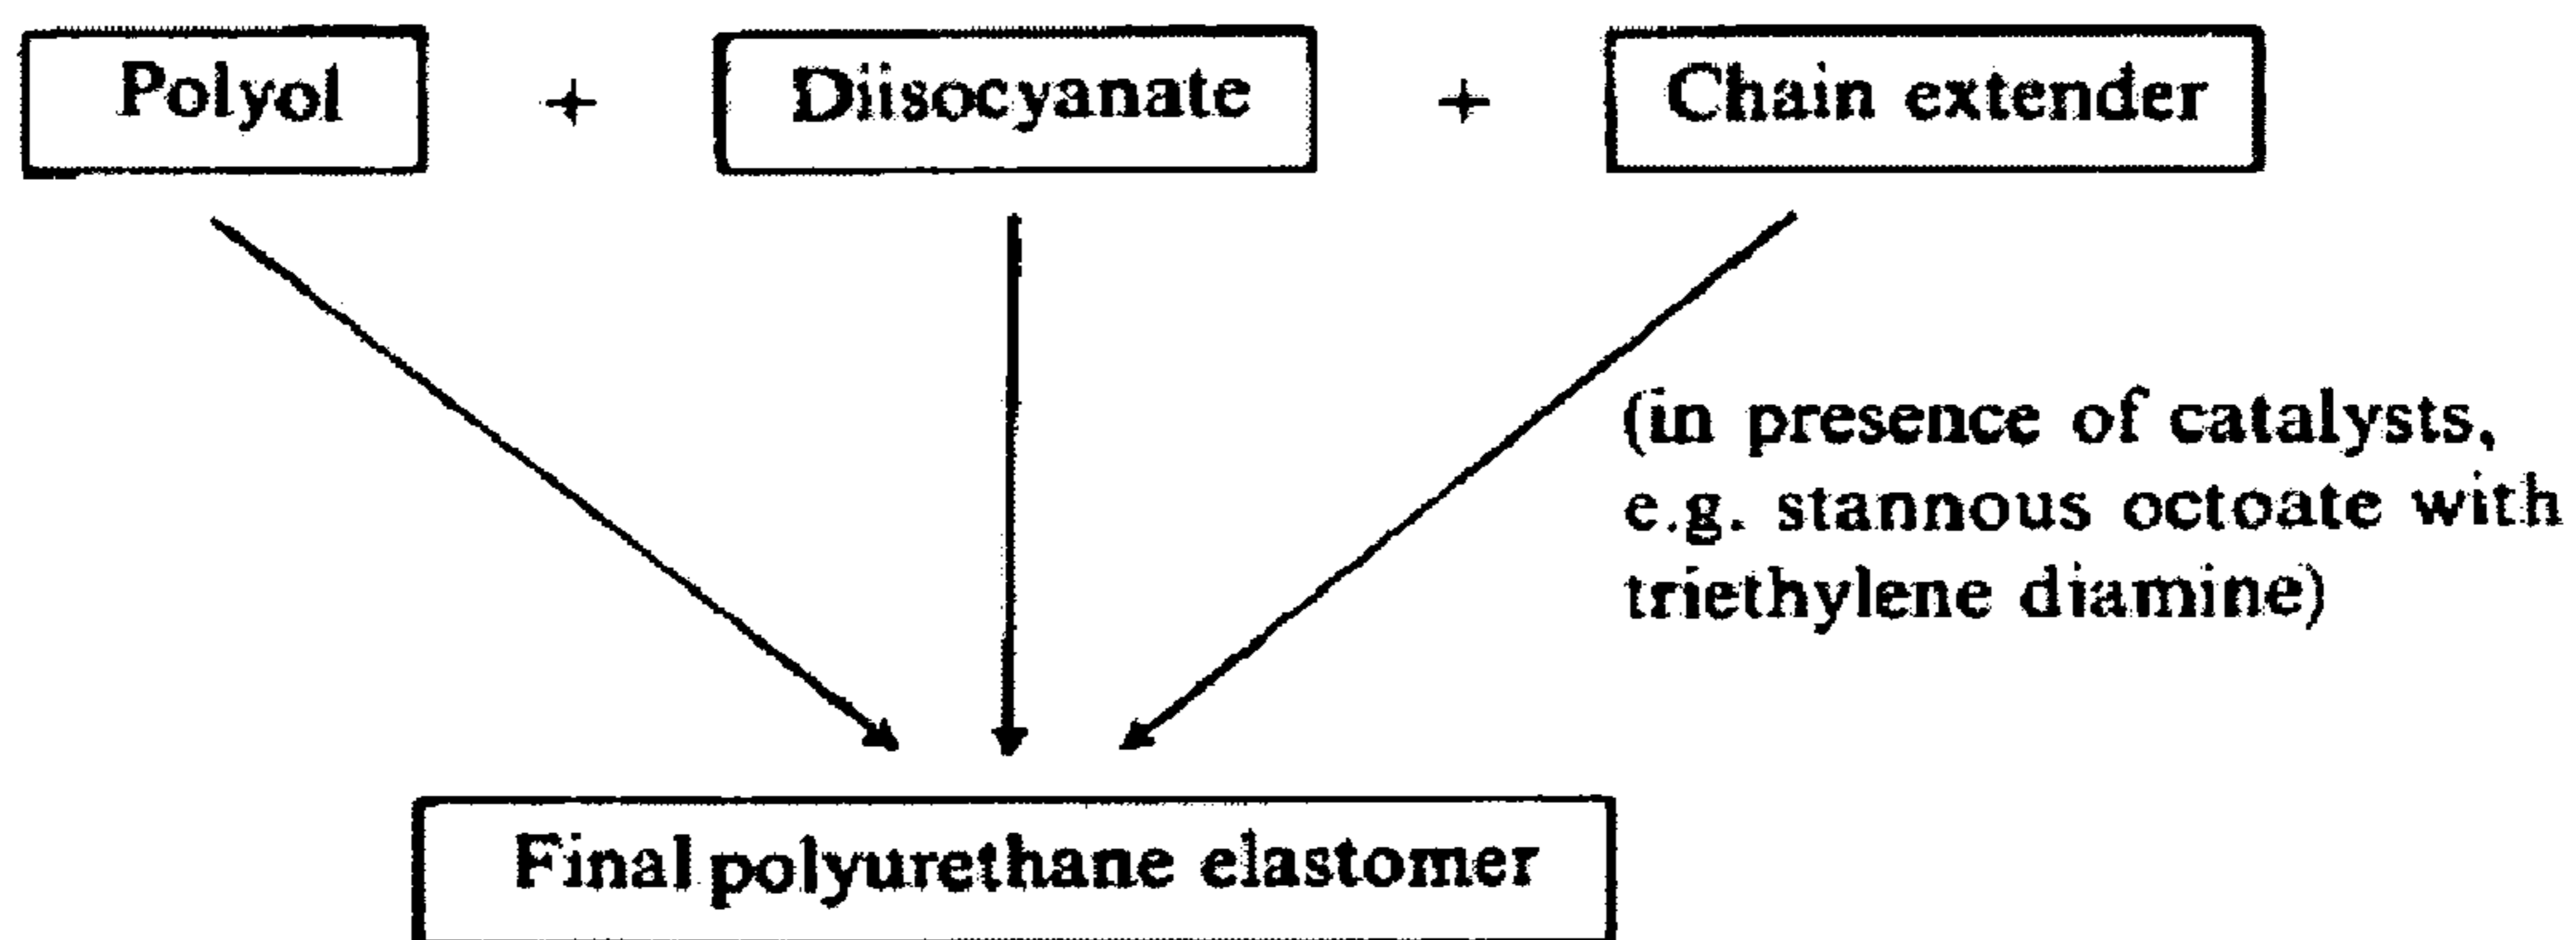 Polyol + Diisocyanate + Chain extender
(in presence of catalysts,
e.g. stannous octoate with
triethylene diamine)
Final polyurethane elastomer